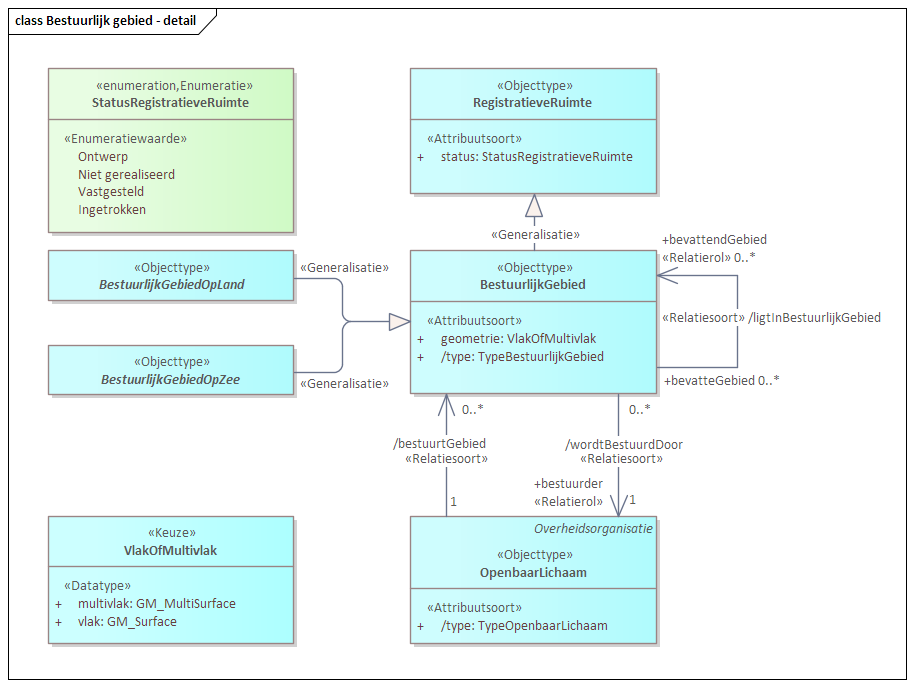 class Bestuurlijk gebied - detail
«enumeration,Enumeratie»
StatusRegistratieveRuimte
«Enumeratiewaarde»
Ontwerp
Niet gerealiseerd
Vastgesteld
Ingetrokken
«Objecttype»
RegistratieveRuimte
«Attribuutsoort»
+ status: StatusRegistratieveRuimte
«Generalisatie»
«Objecttype»
BestuurlijkGebiedOpLand
«Generalisatie»
«Objecttype»
BestuurlijkGebiedOpZee
«Generalisatie»
«Objecttype»
BestuurlijkGebied
«Attribuutsoort»
+ geometrie: VlakOfMultivlak
+ /type: TypeBestuurlijkGebied
+bevattendGebied
«Relatierol» 0..*
«Relatiesoort» /ligtInBestuurlijkGebied
+bevatteGebied 0..*
0..*
/bestuurtGebied
«Relatiesoort»
1
0..*
/wordtBestuurdDoor
«Relatiesoort»
+bestuurder
«Relatierol» 1
«Keuze»
VlakOfMultivlak
«Datatype»
+ multivlak: GM_MultiSurface
+ vlak: GM_Surface
Overheidsorganisatie
«Objecttype»
OpenbaarLichaam
«Attribuutsoort»
+ /type: TypeOpenbaarLichaam